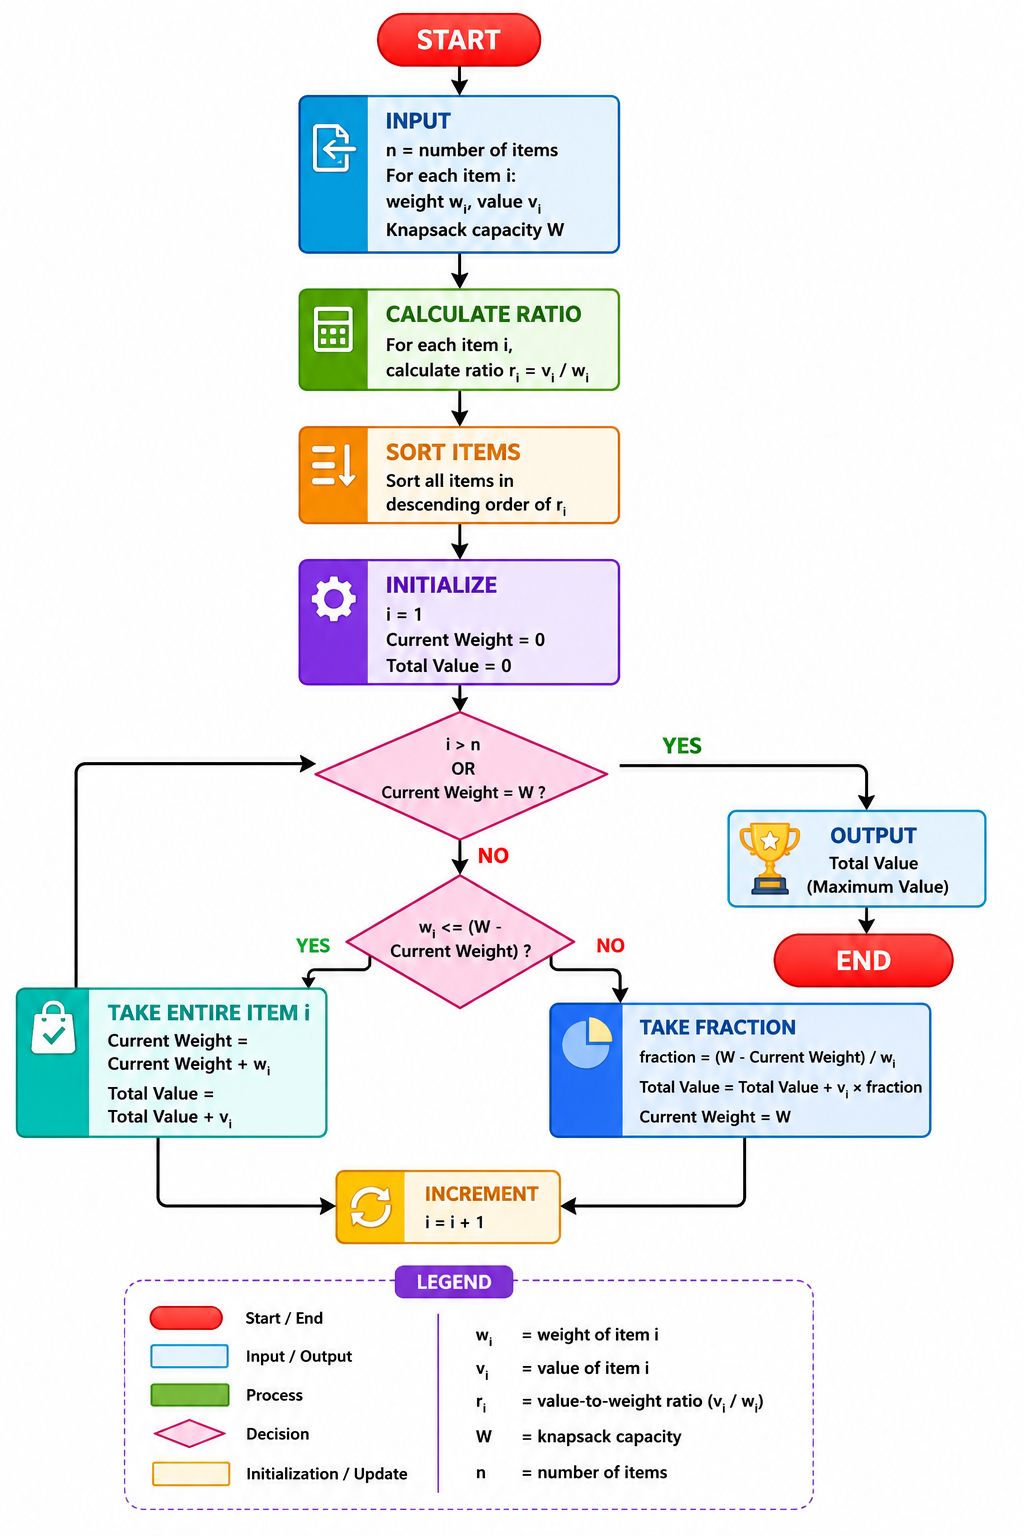 START
INPUT
n = number of items
For each item i:
weight wᵢ, value vᵢ
Knapsack capacity W
CALCULATE RATIO
For each item i,
calculate ratio rᵢ = vᵢ / wᵢ
SORT ITEMS
Sort all items in
descending order of rᵢ
INITIALIZE
i = 1
Current Weight = 0
Total Value = 0
i > n
OR
Current Weight = W ?
YES
OUTPUT
Total Value
(Maximum Value)
END
NO
wᵢ <= (W -
Current Weight) ?
YES
NO
TAKE ENTIRE ITEM i
Current Weight =
Current Weight + wᵢ
Total Value =
Total Value + vᵢ
TAKE FRACTION
fraction = (W - Current Weight) / wᵢ
Total Value = Total Value + vᵢ × fraction
Current Weight = W
INCREMENT
i = i + 1
LEGEND
Start / End
Input / Output
Process
Decision
Initialization / Update
wᵢ = weight of item i
vᵢ = value of item i
rᵢ = value-to-weight ratio (vᵢ / wᵢ)
W = knapsack capacity
n = number of items